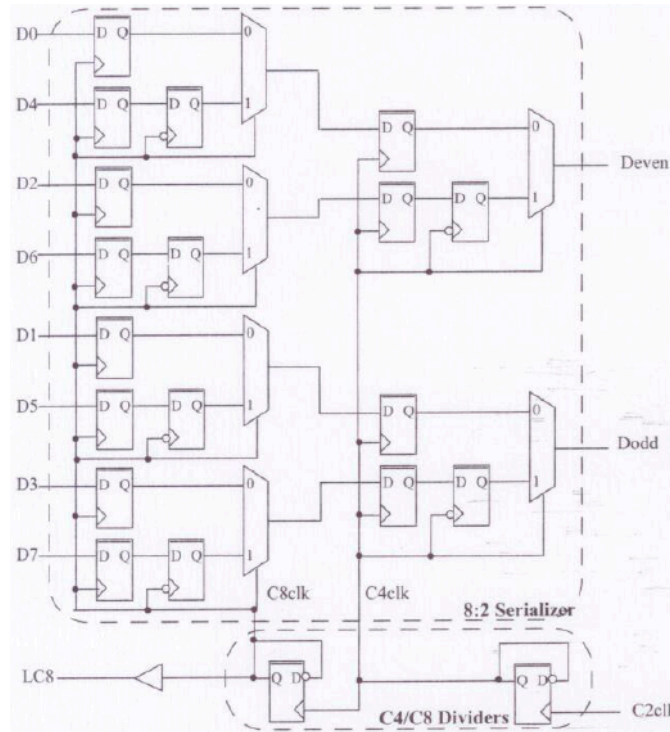 D0
D Q
0
D4
D Q
D Q
1
D Q
0
Deven
D2
D Q
0
D Q
D Q
1
D6
D Q
D Q
1
D1
D Q
0
D5
D Q
D Q
1
D Q
0
Dodd
D3
D Q
0
D Q
D Q
1
D7
D Q
D Q
1
C8clk
C4clk
8:2 Serializer
LC8
Q D
Q D
C4/C8 Dividers
C2clk